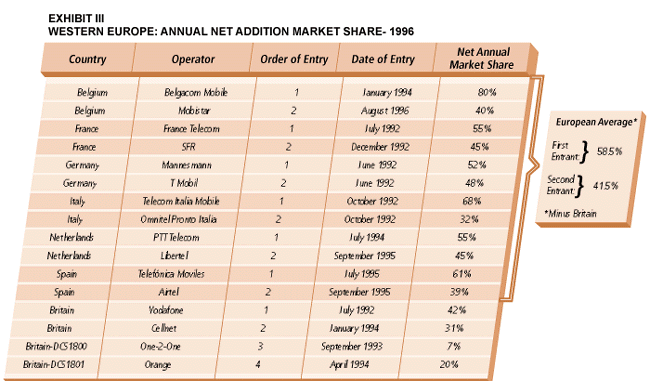 EXHIBIT III
WESTERN EUROPE: ANNUAL NET ADDITION MARKET SHARE- 1996
Country Operator Order of Entry Date of Entry Net Annual Market Share
Belgium Belgacom Mobile 1 January 1994 80%
Belgium Mobistar 2 August 1996 40%
France France Telecom 1 July 1992 55%
France SFR 2 December 1992 45%
Germany Mannesmann 1 June 1992 52%
Germany T Mobil 2 June 1992 48%
Italy Telecom Italia Mobile 1 October 1992 68%
Italy Omnitel Pronto Italia 2 October 1992 32%
Netherlands PTT Telecom 1 July 1994 55%
Netherlands Libertel 2 September 1995 45%
Spain Telefónica Moviles 1 July 1995 61%
Spain Airtel 2 September 1995 39%
Britain Vodafone 1 July 1992 42%
Britain Cellnet 2 January 1994 31%
Britain-DCS1800 One-2-One 3 September 1993 7%
Britain-DCS1801 Orange 4 April 1994 20%
European Average*
First Entrant: } 58.5%
Second Entrant: } 41.5%
*Minus Britain